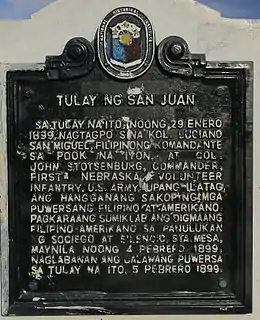 TULAY NG SAN JUAN
SA TULAY NA ITO, NOONG 29 ENERO
1899, NAGTAGPO SINA KOL. LUCIANO
SAN MIGUEL, FILIPINONG KOMANDANTE
SA POOK NA IYON, AT COL.
JOHN STOTSENBURG, COMMANDER,
FIRST NEBRASKA VOLUNTEER
INFANTRY, U.S. ARMY, UPANG ILATAG
ANG HANGGANAN SAKOP NG MGA
PUWERSANG FILIPINO AT AMERIKANO.
PAGKARAANG SUMIKLAB ANG DIGMAANG
FILIPINO-AMERIKANO SA PANULUKAN
NG SOCIEGO AT SILENCIO, STA. MESA,
MAYNILA NOONG 4 PEBRERO 1899,
NAGLABANAN ANG DALAWANG PUWERSA
SA TULAY NA ITO, 5 PEBRERO 1899.